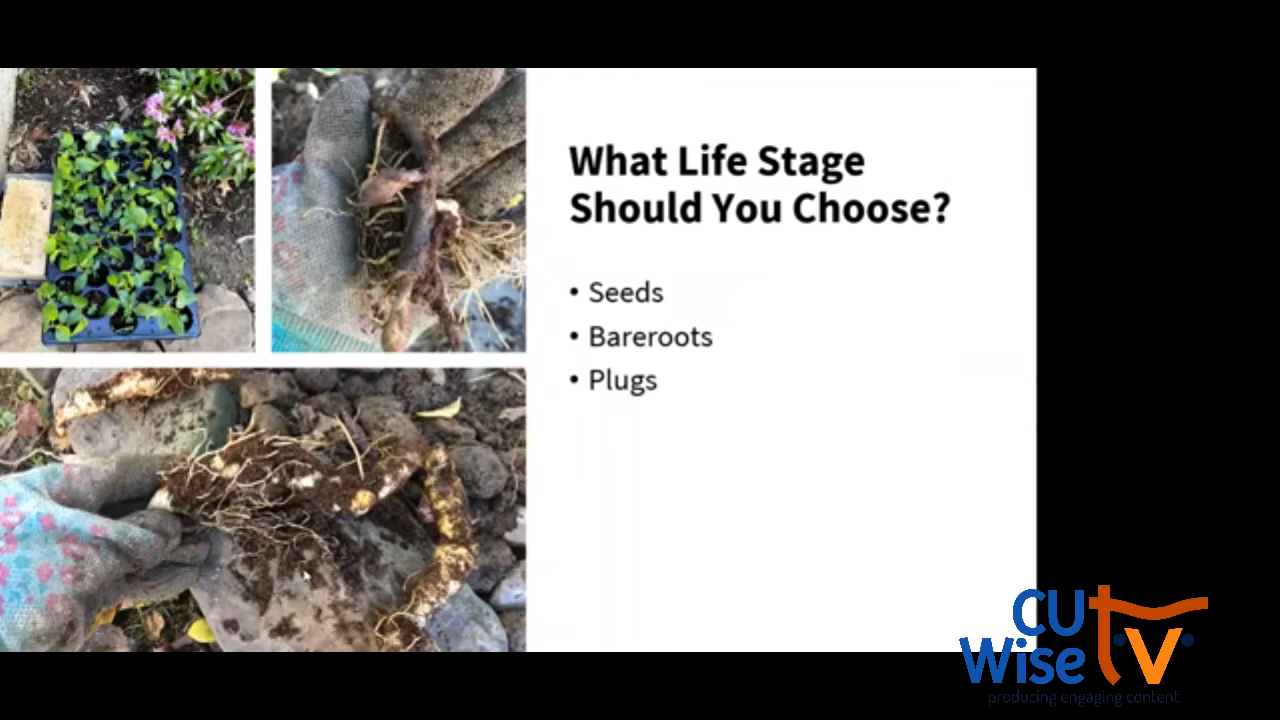 What Life Stage
Should You Choose?
• Seeds
• Bareroots
• Plugs
CU
Wise tv
producing engaging content